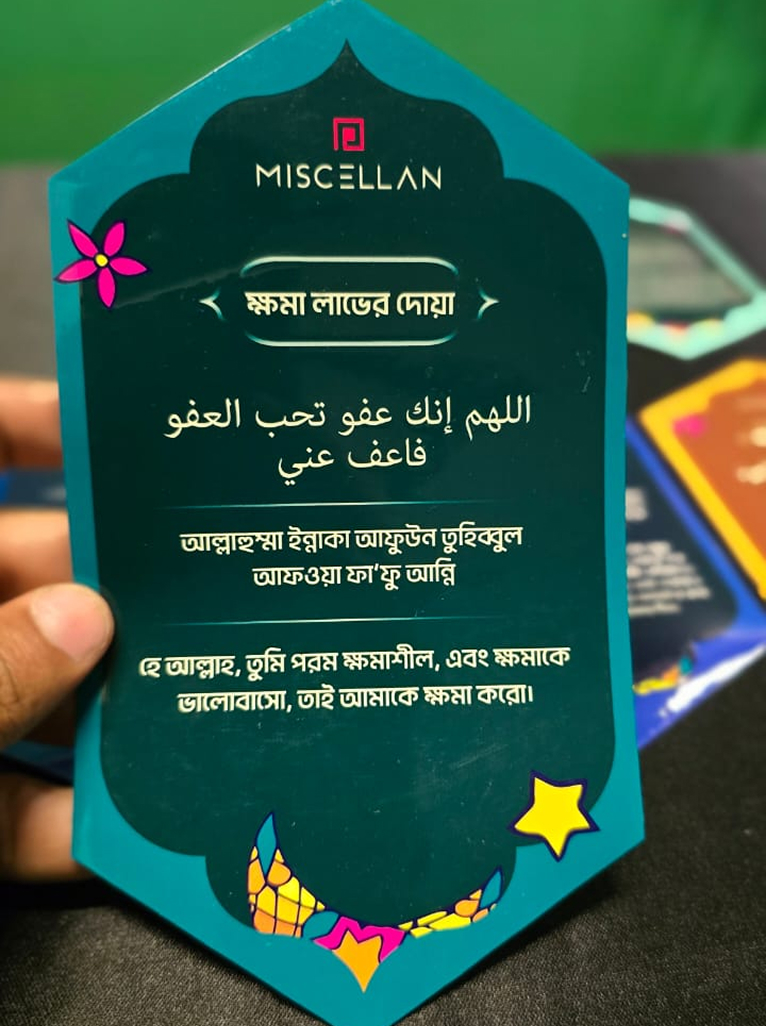 MISCELLAN
ক্ষমা লাভের দোয়া
اللهم إنك عفو تحب العفو
فاعف عني
আল্লাহুম্মা ইন্নাকা আফুউন তুহিব্বুল
আফওয়া ফা'ফু আন্নি
হে আল্লাহ, তুমি পরম ক্ষমাশীল, এবং ক্ষমাকে
ভালোবাসো, তাই আমাকে ক্ষমা করো।